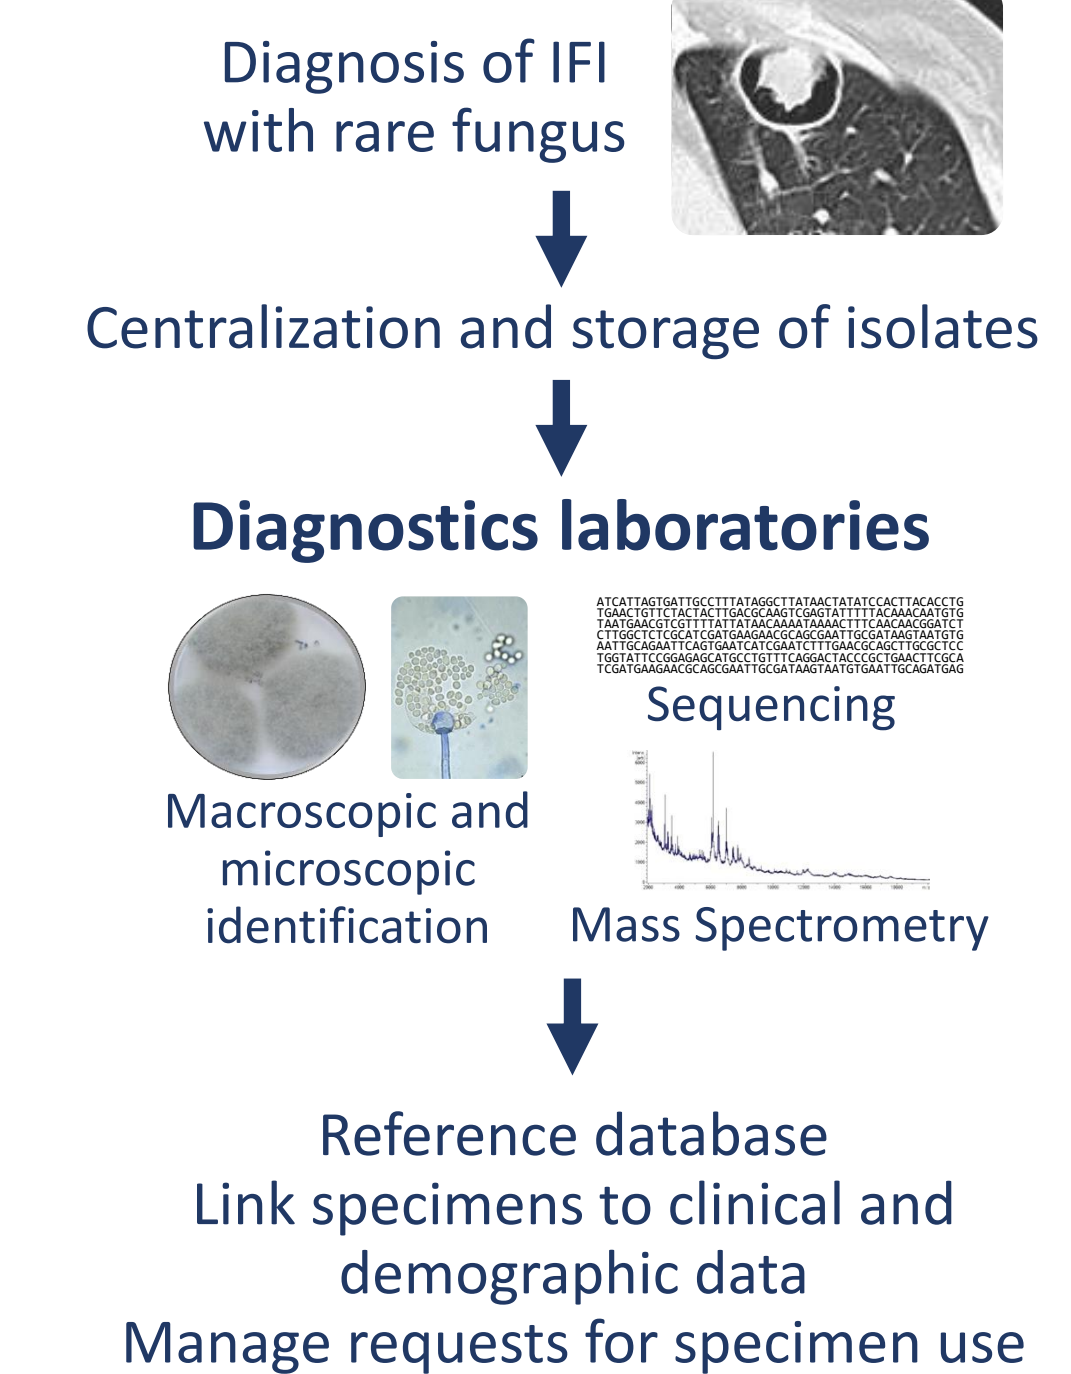 Diagnosis of IFI
with rare fungus
Centralization and storage of isolates
Diagnostics laboratories
ATCATTAGTGATTGCCTTTATAGGCTTATAACTATATCCACTTACACCTG
TGAACTGTTCTACTACTTGACGCAAGTCGAGTATTTTTACAAACAATGTG
TAATGAACGTCGTTTTATTATAACAAAATAAAACTTTCAACAACGGATCT
CTTGGCTCTCGCATCGATGAAGAACGCAGCGAATTGCGATAAGTAATGTG
AATTGCAGAATTCAGTGAATCATCGAATCTTTGAACGCAGCTTGCGCTCC
TGGTATTCCGGAGAGCATGCCTGTTTCAGGACTACCCGCTGAACTTCGCA
TCGATGAAGAACGCAGCGAATTGCGATAAGTAATGTGAATTGCAGATGAG
Sequencing
Macroscopic and
microscopic
identification
Mass Spectrometry
Reference database
Link specimens to clinical and
demographic data
Manage requests for specimen use